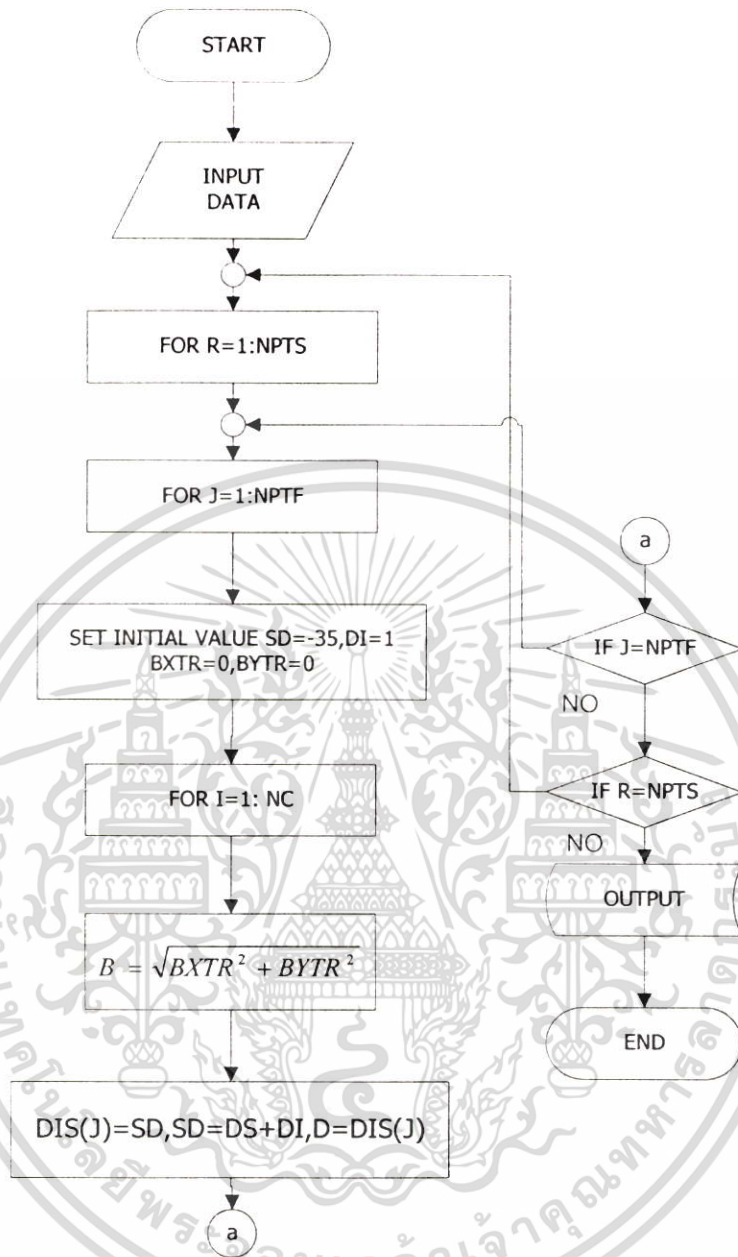 START
INPUT
DATA
FOR R=1:NPTS
FOR J=1:NPTF
SET INITIAL VALUE SD=-35,DI=1
BXTR=0,BYTR=0
FOR I=1: NC
B = √BXTR² + BYTR²
DIS(J)=SD,SD=DS+DI,D=DIS(J)
a
a
IF J=NPTF
NO
IF R=NPTS
NO
OUTPUT
END